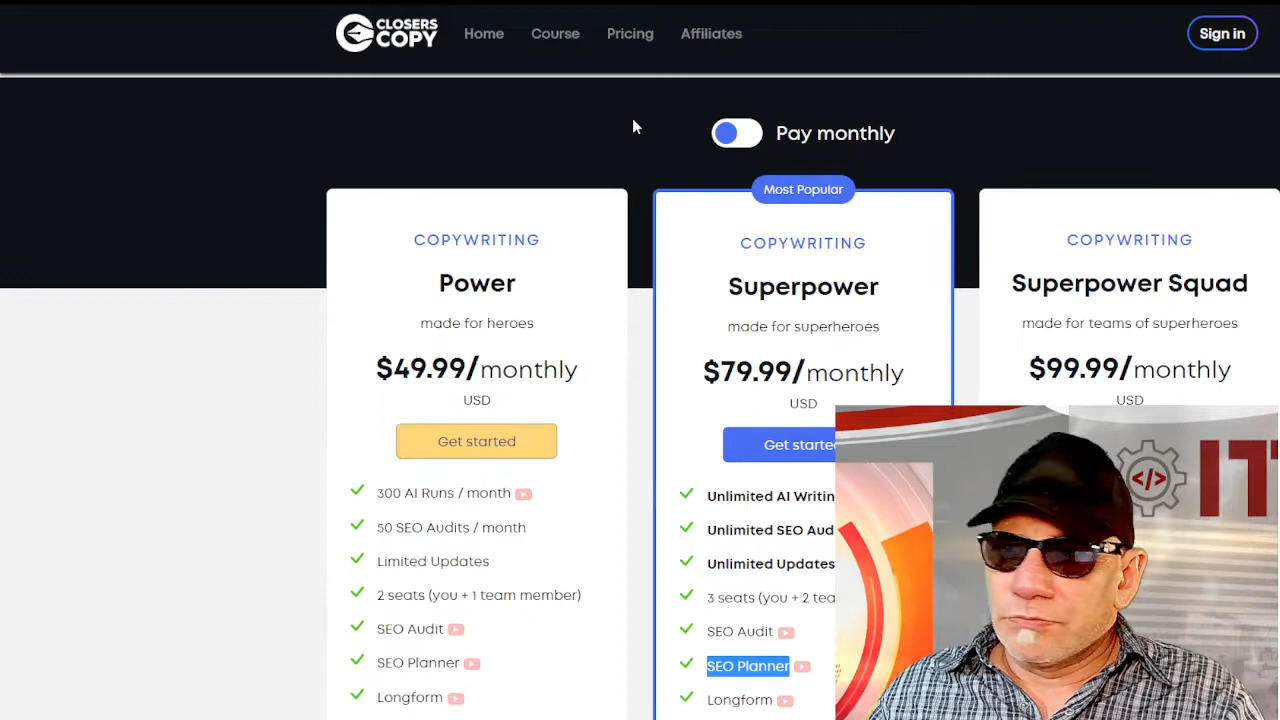 CLOSERS
COPY
Home
Course
Pricing
Affiliates
Sign in
Pay monthly
COPYWRITING
Power
made for heroes
$49.99/monthly
USD
Get started
300 AI Runs / month
50 SEO Audits / month
Limited Updates
2 seats (you + 1 team member)
SEO Audit
SEO Planner
Longform
Most Popular
COPYWRITING
Superpower
made for superheroes
$79.99/monthly
USD
Get starte
Unlimited AI Writin
Unlimited SEO Aud
Unlimited Updates
3 seats (you + 2 tea
SEO Audit
SEO Planner
Longform
COPYWRITING
Superpower Squad
made for teams of superheroes
$99.99/monthly
USD